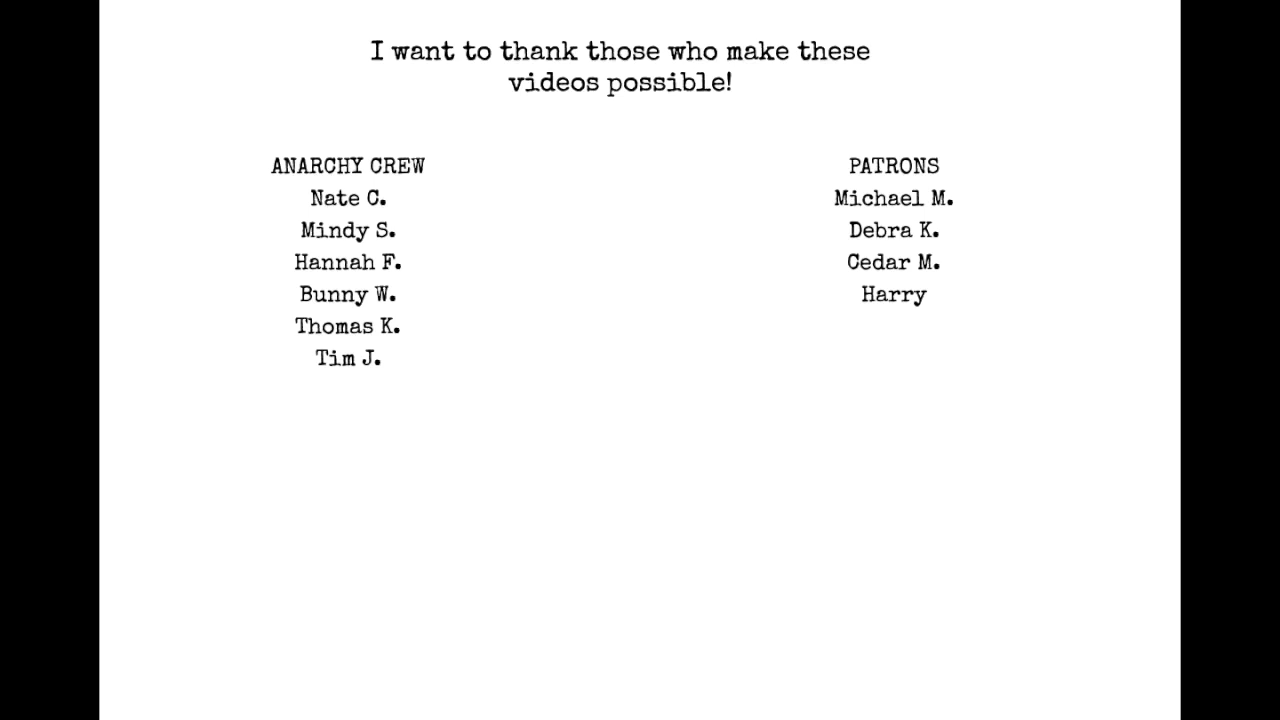 I want to thank those who make these
videos possible!
ANARCHY CREW
Nate C.
Mindy S.
Hannah F.
Bunny W.
Thomas K.
Tim J.
PATRONS
Michael M.
Debra K.
Cedar M.
Harry